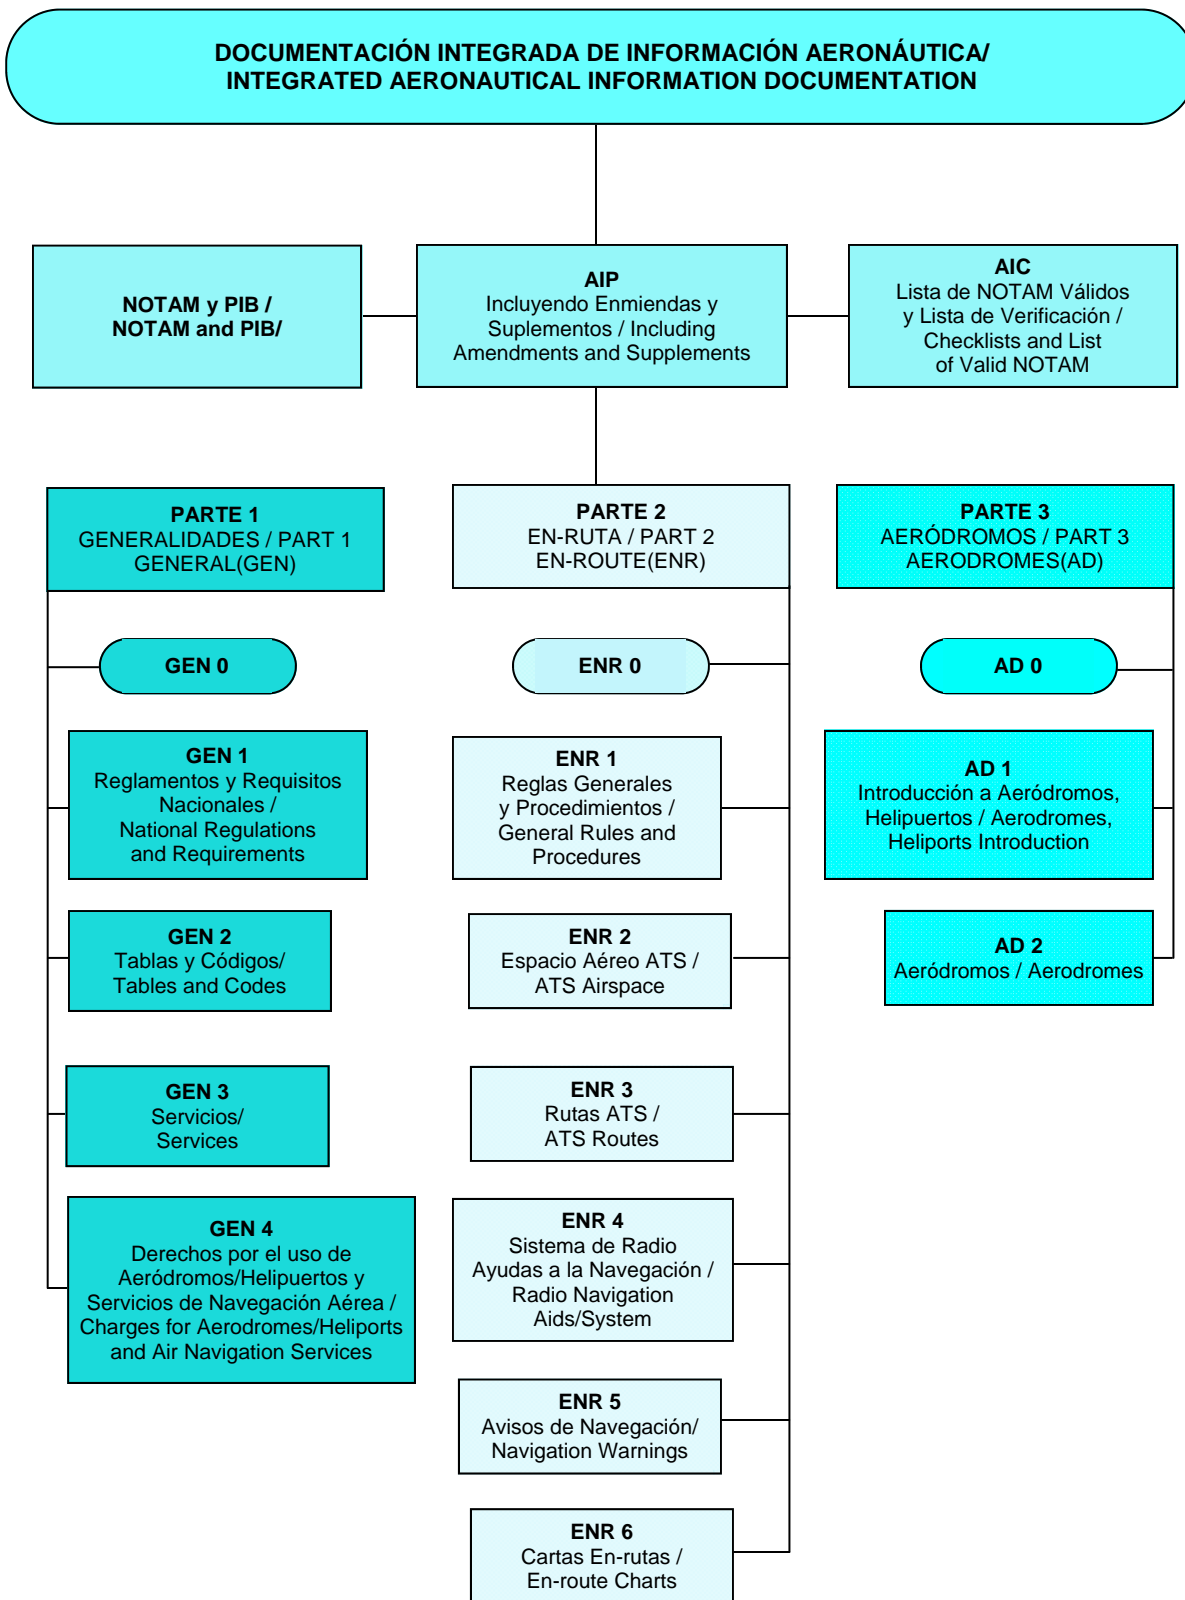 DOCUMENTACIÓN INTEGRADA DE INFORMACIÓN AERONÁUTICA/
INTEGRATED AERONAUTICAL INFORMATION DOCUMENTATION
NOTAM y PIB /
NOTAM and PIB/
AIP
Incluyendo Enmiendas y
Suplementos / Including
Amendments and Supplements
AIC
Lista de NOTAM Válidos
y Lista de Verificación /
Checklists and List
of Valid NOTAM
PARTE 1
GENERALIDADES / PART 1
GENERAL(GEN)
GEN 0
GEN 1
Reglamentos y Requisitos
Nacionales /
National Regulations
and Requirements
GEN 2
Tablas y Códigos/
Tables and Codes
GEN 3
Servicios/
Services
GEN 4
Derechos por el uso de
Aeródromos/Helipuertos y
Servicios de Navegación Aérea /
Charges for Aerodromes/Heliports
and Air Navigation Services
PARTE 2
EN-RUTA / PART 2
EN-ROUTE(ENR)
ENR 0
ENR 1
Reglas Generales
y Procedimientos /
General Rules and
Procedures
ENR 2
Espacio Aéreo ATS /
ATS Airspace
ENR 3
Rutas ATS /
ATS Routes
ENR 4
Sistema de Radio
Ayudas a la Navegación /
Radio Navigation
Aids/System
ENR 5
Avisos de Navegación/
Navigation Warnings
ENR 6
Cartas En-rutas /
En-route Charts
PARTE 3
AERÓDROMOS / PART 3
AERODROMES(AD)
AD 0
AD 1
Introducción a Aeródromos,
Helipuertos / Aerodromes,
Heliports Introduction
AD 2
Aeródromos / Aerodromes